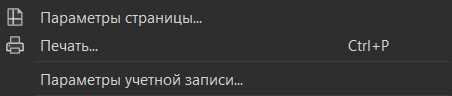 Параметры страницы...
Печать... Ctrl+P
Параметры учетной записи...